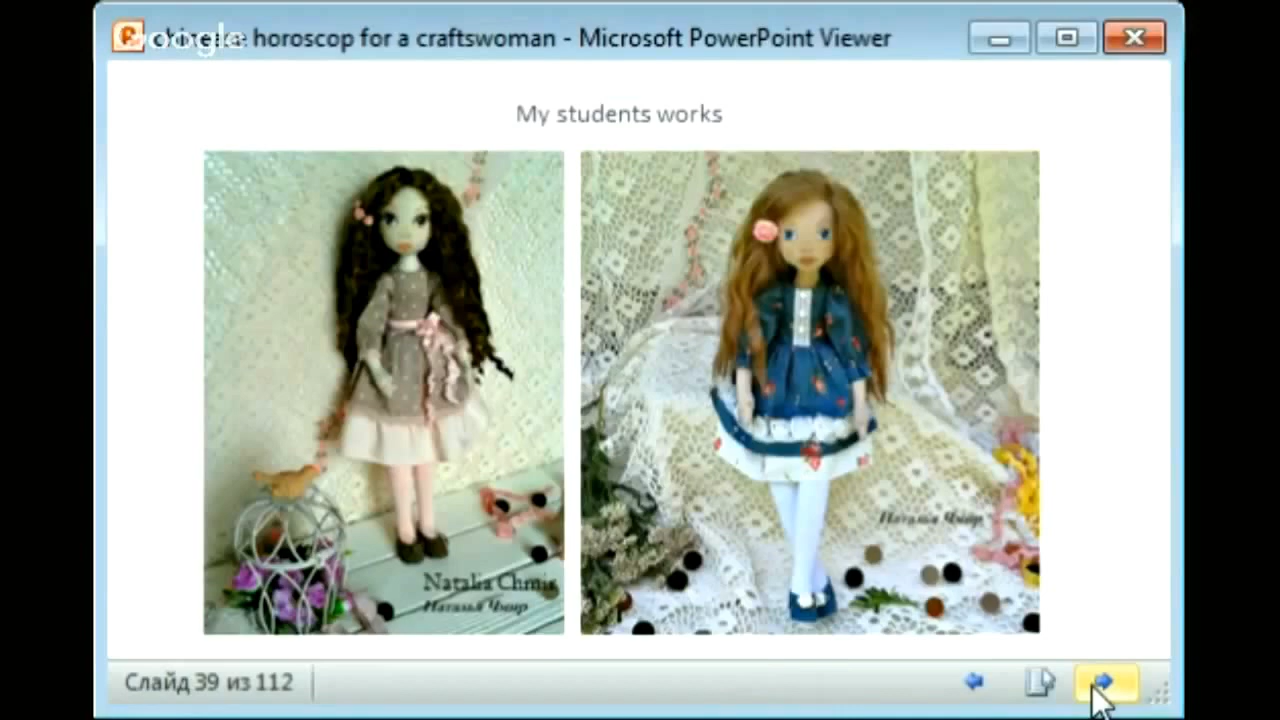 Google
horoscop for a craftswoman - Microsoft PowerPoint Viewer
My students works
Natalia Chmir
Наталья Чмир
Наталья Чмир
Слайд 39 из 112